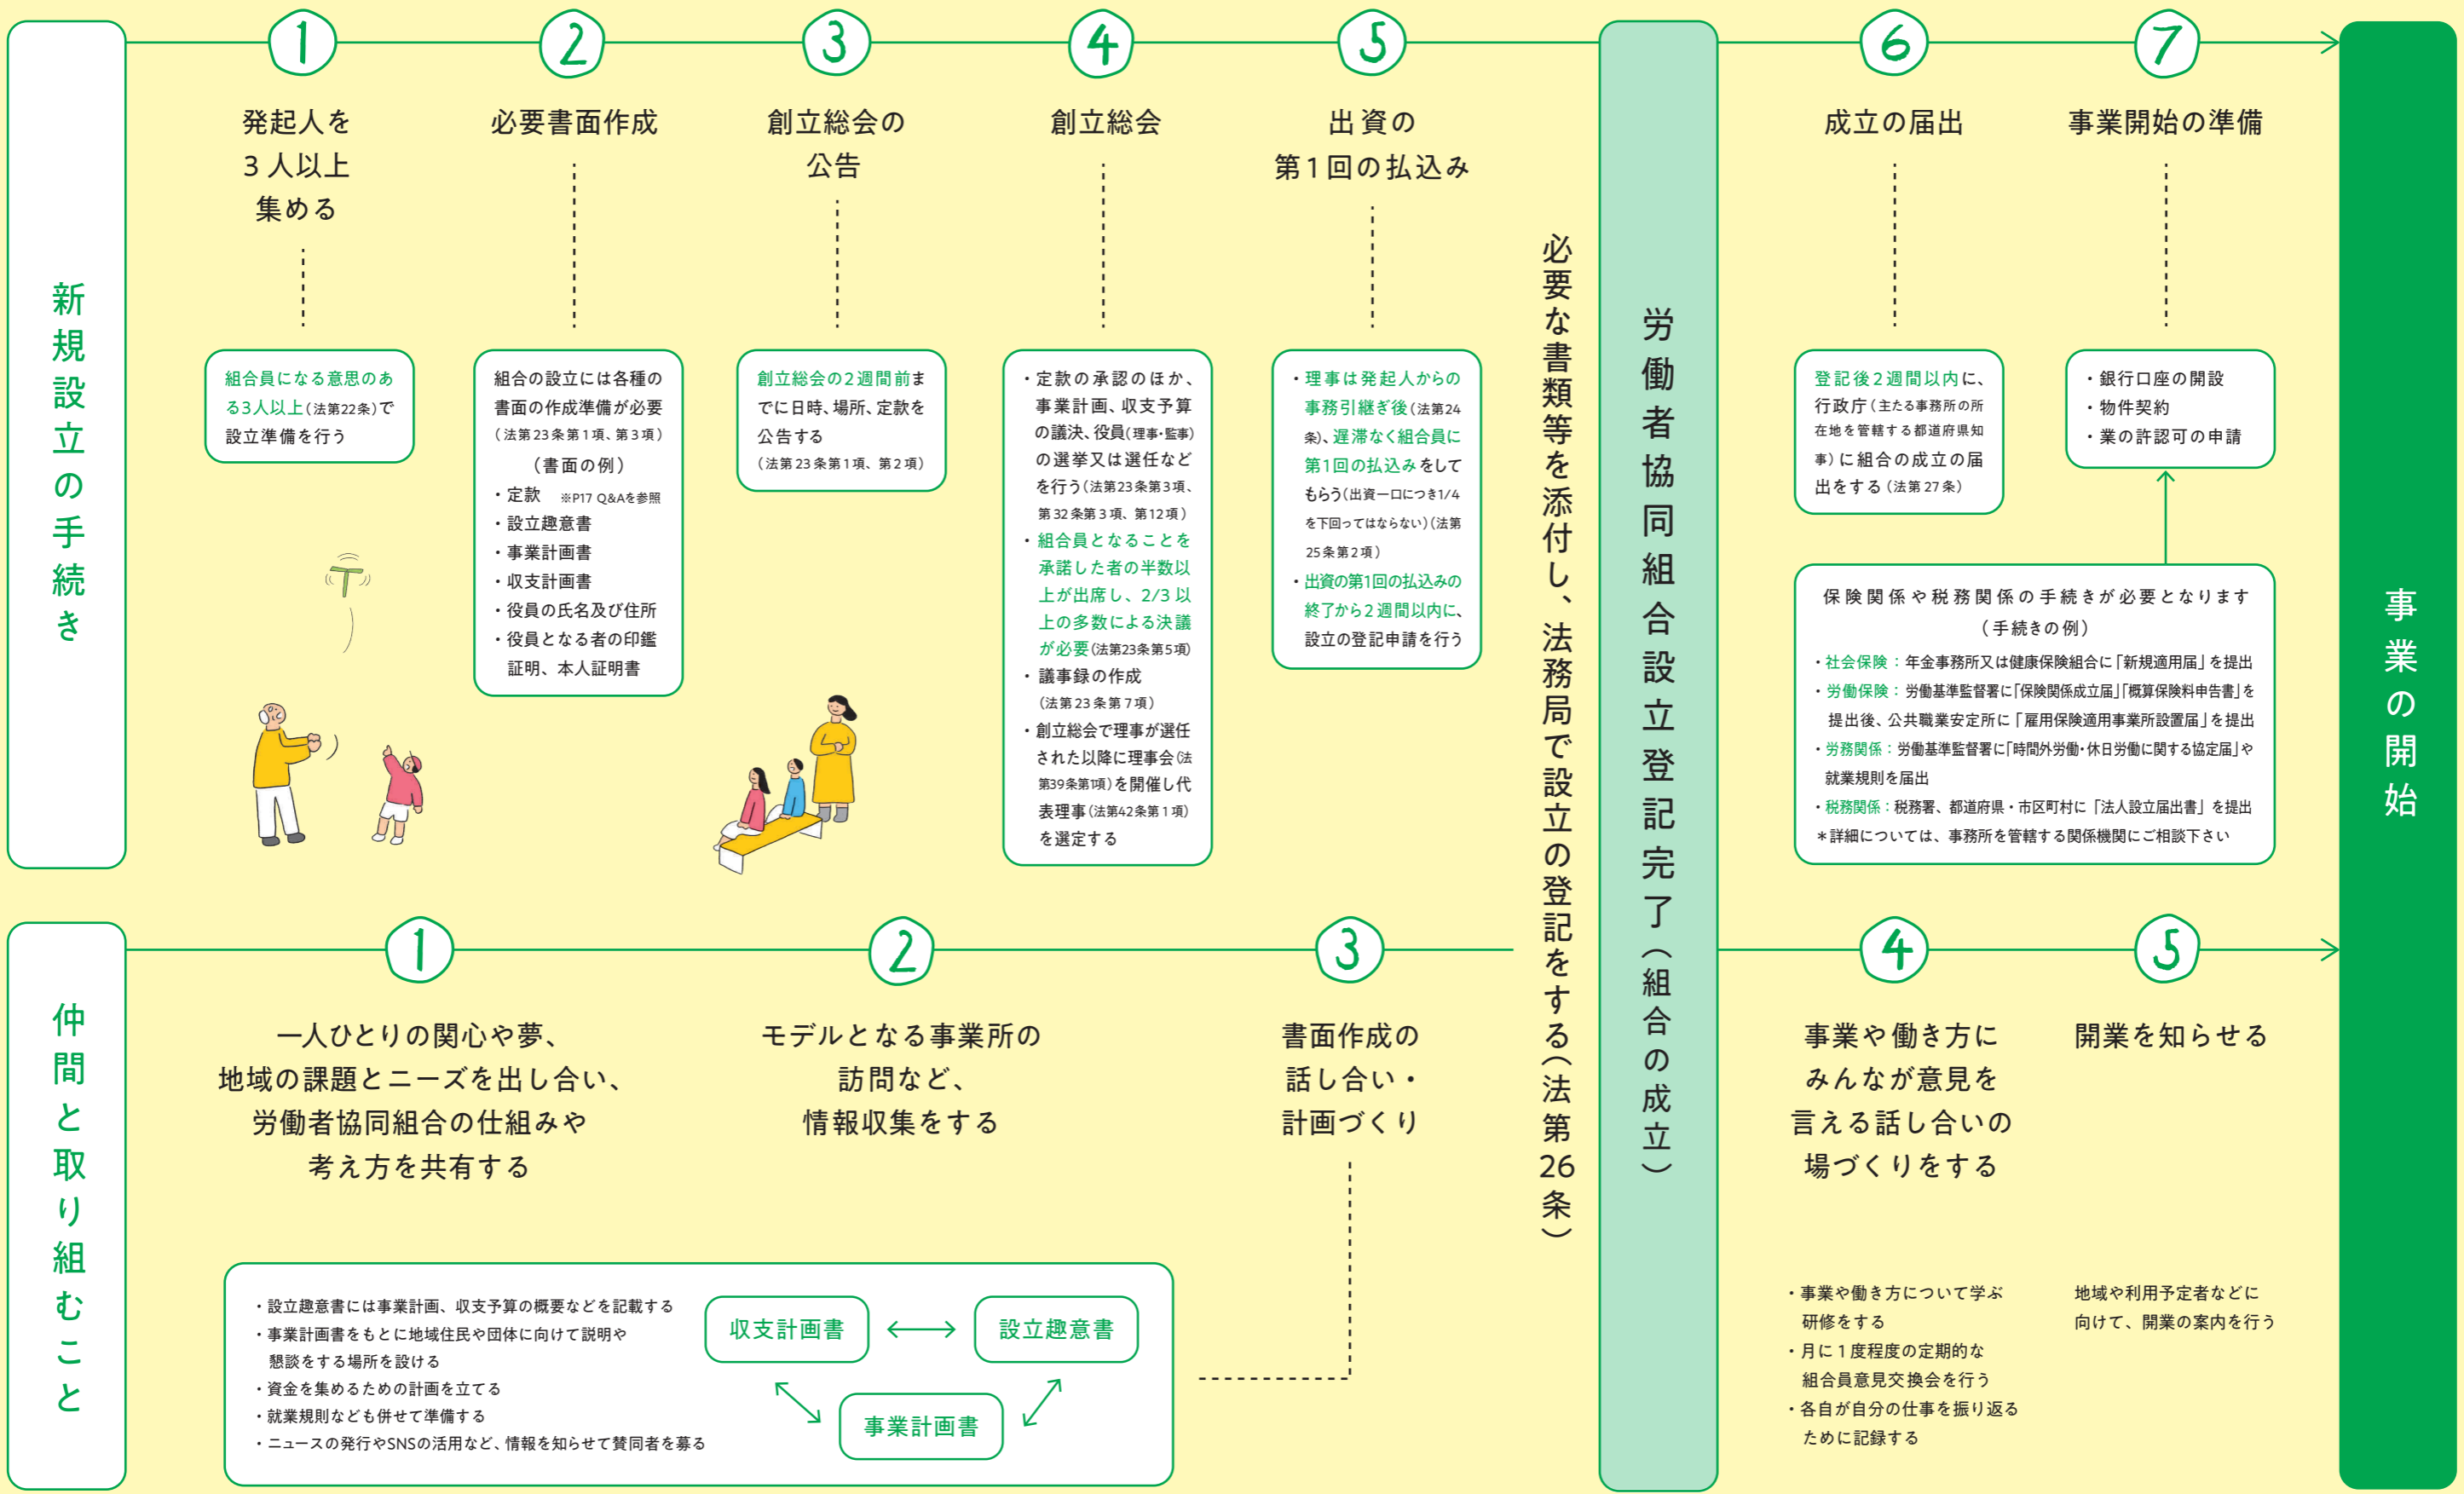 新規設立の手続き
1
発起人を
3人以上
集める
組合員になる意思のあ
る3人以上(法第22条)で
設立準備を行う
2
必要書面作成
組合の設立には各種の
書面の作成準備が必要
(法第23条第1項、第3項)
(書面の例)
・定款 ※P17 Q&Aを参照
・設立趣意書
・事業計画書
・収支計画書
・役員の氏名及び住所
・役員となる者の印鑑
証明、本人証明書
3
創立総会の
公告
創立総会の2週間前ま
でに日時、場所、定款を
公告する
(法第23条第1項、第2項)
4
創立総会
・定款の承認のほか、
事業計画、収支予算
の議決、役員(理事・監事)
の選挙又は選任など
を行う(法第23条第3項、
第32条第3項、第12項)
・組合員となることを
承諾した者の半数以
上が出席し、2/3以
上の多数による決議
が必要(法第23条第5項)
・議事録の作成
(法第23条第7項)
・創立総会で理事が選任
された以降に理事会(法
第39条第1項)を開催し代
表理事(法第42条第1項)
を選定する
5
出資の
第1回の払込み
・理事は発起人からの
事務引継ぎ後(法第24
条)、遅滞なく組合員に
第1回の払込みをして
もらう(出資一口につき1/4
を下回ってはならない)(法第
25条第2項)
・出資の第1回の払込みの
終了から2週間以内に、
設立の登記申請を行う
必要な書類等を添付し、法務局で設立の登記をする(法第26条)
労働者協同組合設立登記完了(組合の成立)
6
成立の届出
登記後2週間以内に、
行政庁(主たる事務所の所
在地を管轄する都道府県知
事)に組合の成立の届
出をする(法第27条)
7
事業開始の準備
・銀行口座の開設
・物件契約
・業の許認可の申請
保険関係や税務関係の手続きが必要となります
(手続きの例)
・社会保険：年金事務所又は健康保険組合に「新規適用届」を提出
・労働保険：労働基準監督署に「保険関係成立届」「概算保険料申告書」を
提出後、公共職業安定所に「雇用保険適用事業所設置届」を提出
・労務関係：労働基準監督署に「時間外労働・休日労働に関する協定届」や
就業規則を届出
・税務関係：税務署、都道府県・市区町村に「法人設立届出書」を提出
＊詳細については、事務所を管轄する関係機関にご相談下さい
事業の開始
仲間と取り組むこと
1
一人ひとりの関心や夢、
地域の課題とニーズを出し合い、
労働者協同組合の仕組みや
考え方を共有する
2
モデルとなる事業所の
訪問など、
情報収集をする
3
書面作成の
話し合い・
計画づくり
・設立趣意書には事業計画、収支予算の概要などを記載する
・事業計画書をもとに地域住民や団体に向けて説明や
懇談をする場所を設ける
・資金を集めるための計画を立てる
・就業規則なども併せて準備する
・ニュースの発行やSNSの活用など、情報を知らせて賛同者を募る
収支計画書
設立趣意書
事業計画書
4
事業や働き方に
みんなが意見を
言える話し合いの
場づくりをする
・事業や働き方について学ぶ
研修をする
・月に1度程度の定期的な
組合員意見交換会を行う
・各自が自分の仕事を振り返る
ために記録する
5
開業を知らせる
地域や利用予定者などに
向けて、開業の案内を行う